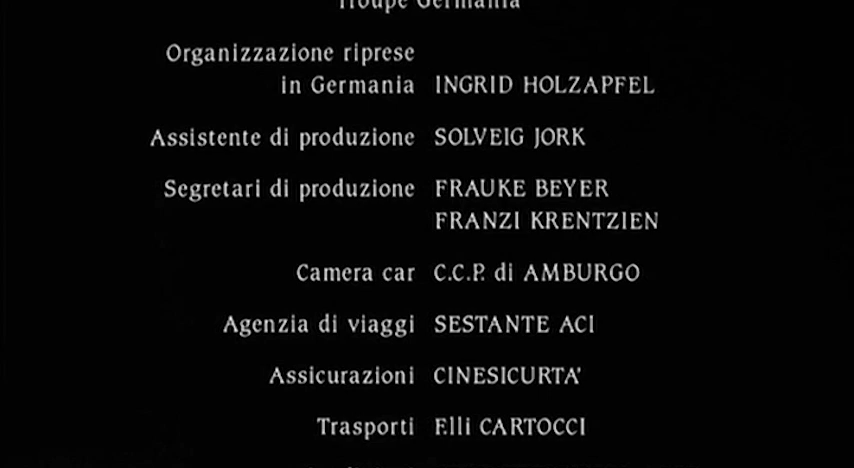 Troupe Germania
Organizzazione riprese
in Germania INGRID HOLZAPFEL
Assistente di produzione SOLVEIG JORK
Segretari di produzione FRAUKE BEYER
FRANZI KRENTZIEN
Camera car C.C.P. di AMBURGO
Agenzia di viaggi SESTANTE ACI
Assicurazioni CINESICURTA'
Trasporti F.lli CARTOCCI